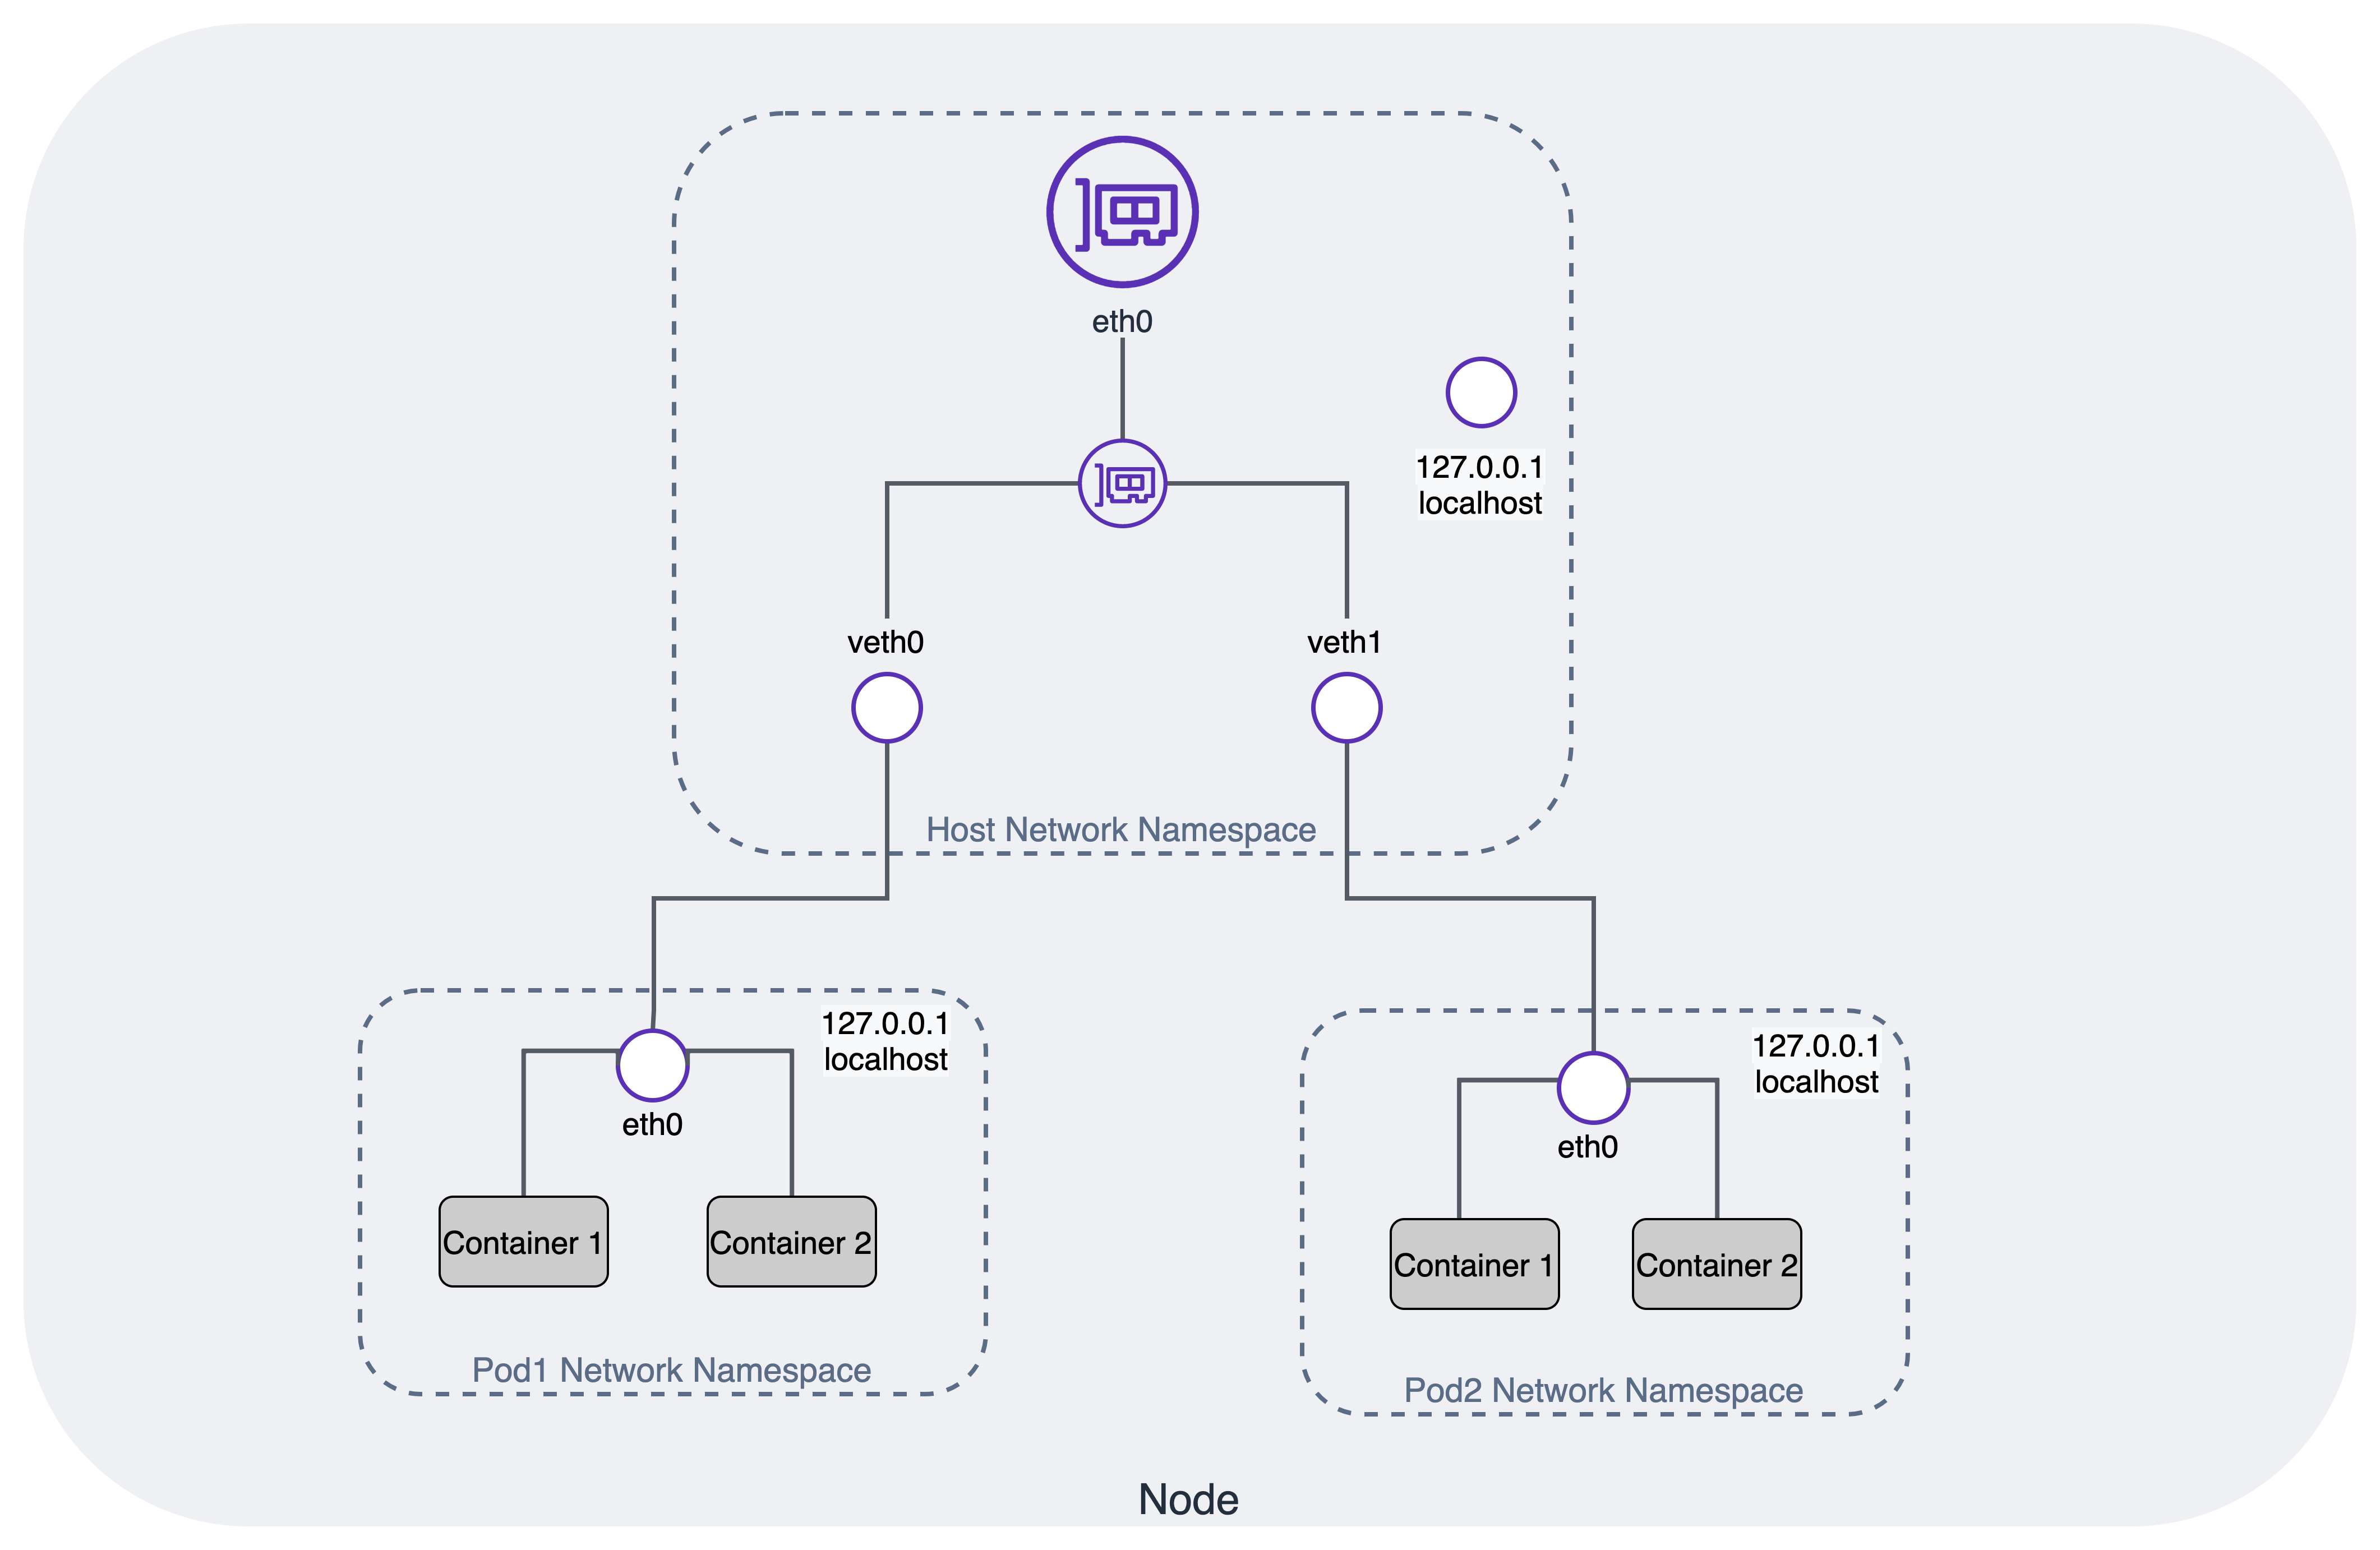 eth0
127.0.0.1
localhost
veth0
veth1
Host Network Namespace
127.0.0.1
localhost
eth0
Container 1
Container 2
Pod1 Network Namespace
127.0.0.1
localhost
eth0
Container 1
Container 2
Pod2 Network Namespace
Node